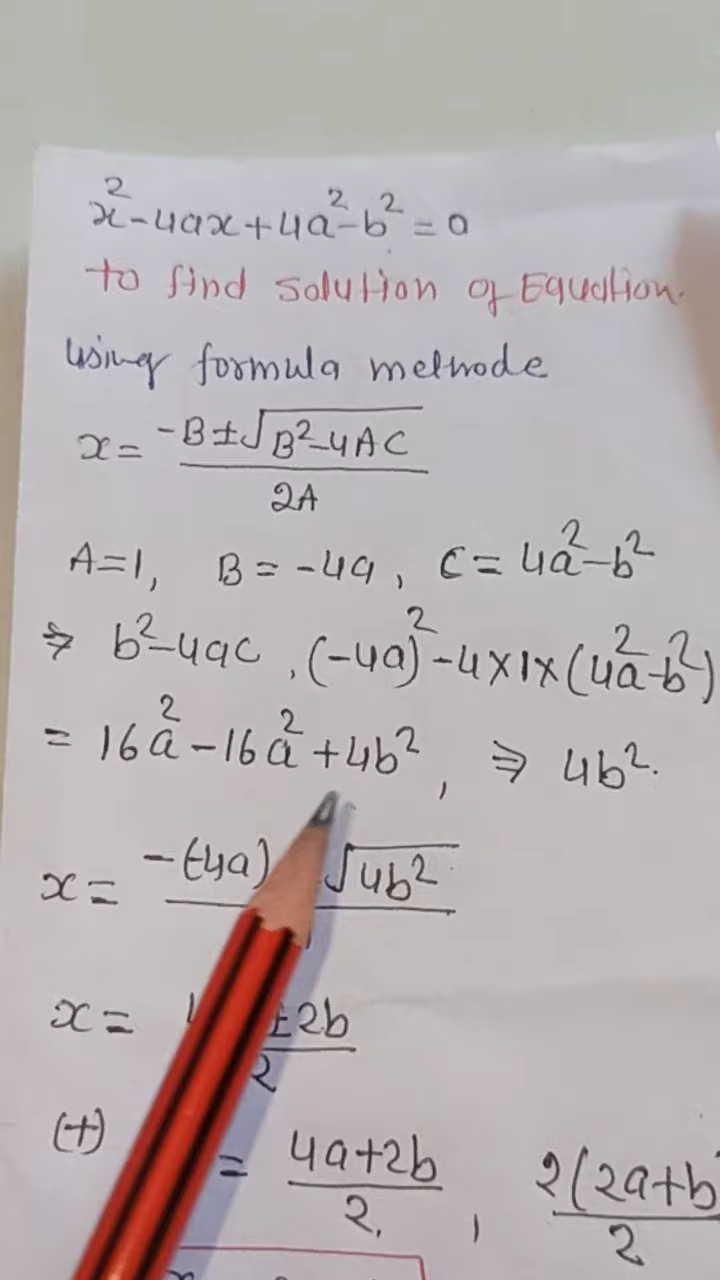 x² - 4ax + 4a² - b² = 0
to find solution of Equation.
using formula methode
x = -B ± √B² - 4AC / 2A
A = 1, B = -4a, C = 4a² - b²
⇒ b² - 4ac, (-4a)² - 4 × 1 × (4a² - b²)
= 16a² - 16a² + 4b², ⇒ 4b².
x = -(-4a) √4b²
x = ± 2b / 2
(+) = 4a + 2b / 2, 2(2a + b / 2